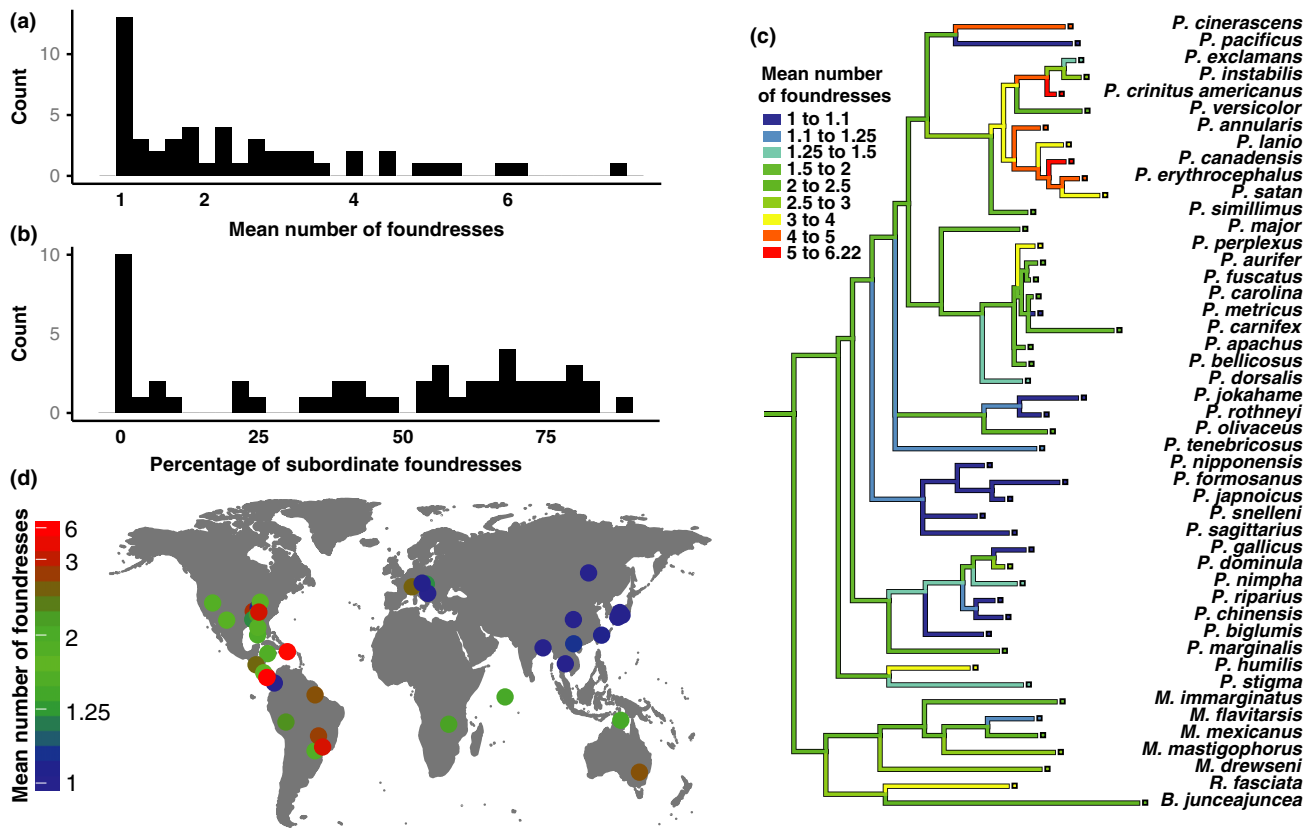 (a)
Count
10
5
0
1
2
4
6
Mean number of foundresses
(b)
Count
10
5
0
0
25
50
75
Percentage of subordinate foundresses
(c)
Mean number
of foundresses
1 to 1.1
1.1 to 1.25
1.25 to 1.5
1.5 to 2
2 to 2.5
2.5 to 3
3 to 4
4 to 5
5 to 6.22
P. cinerascens
P. pacificus
P. exclamans
P. instabilis
P. crinitus americanus
P. versicolor
P. annularis
P. lanio
P. canadensis
P. erythrocephalus
P. satan
P. simillimus
P. major
P. perplexus
P. aurifer
P. fuscatus
P. carolina
P. metricus
P. carnifex
P. apachus
P. bellicosus
P. dorsalis
P. jokahame
P. rothneyi
P. olivaceus
P. tenebricosus
P. nipponensis
P. formosanus
P. japnoicus
P. snelleni
P. sagittarius
P. gallicus
P. dominula
P. nimpha
P. riparius
P. chinensis
P. biglumis
P. marginalis
P. humilis
P. stigma
M. immarginatus
M. flavitarsis
M. mexicanus
M. mastigophorus
M. drewseni
R. fasciata
B. junceajuncea
(d)
Mean number of foundresses
6
3
2
1.25
1